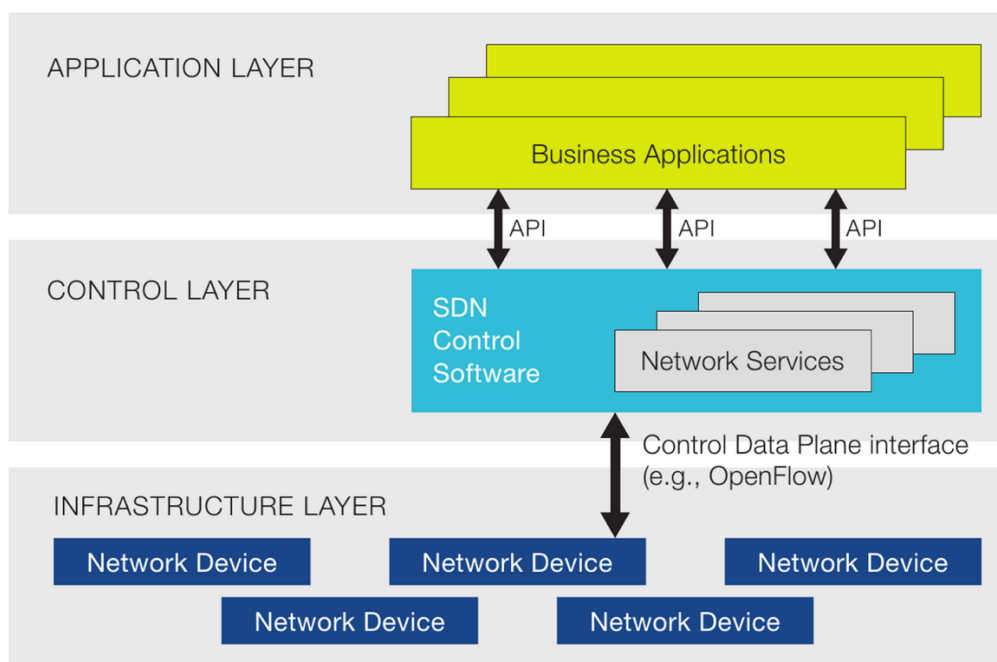 APPLICATION LAYER
Business Applications
API
API
API
CONTROL LAYER
SDN
Control
Software
Network Services
Control Data Plane interface
(e.g., OpenFlow)
INFRASTRUCTURE LAYER
Network Device
Network Device
Network Device
Network Device
Network Device